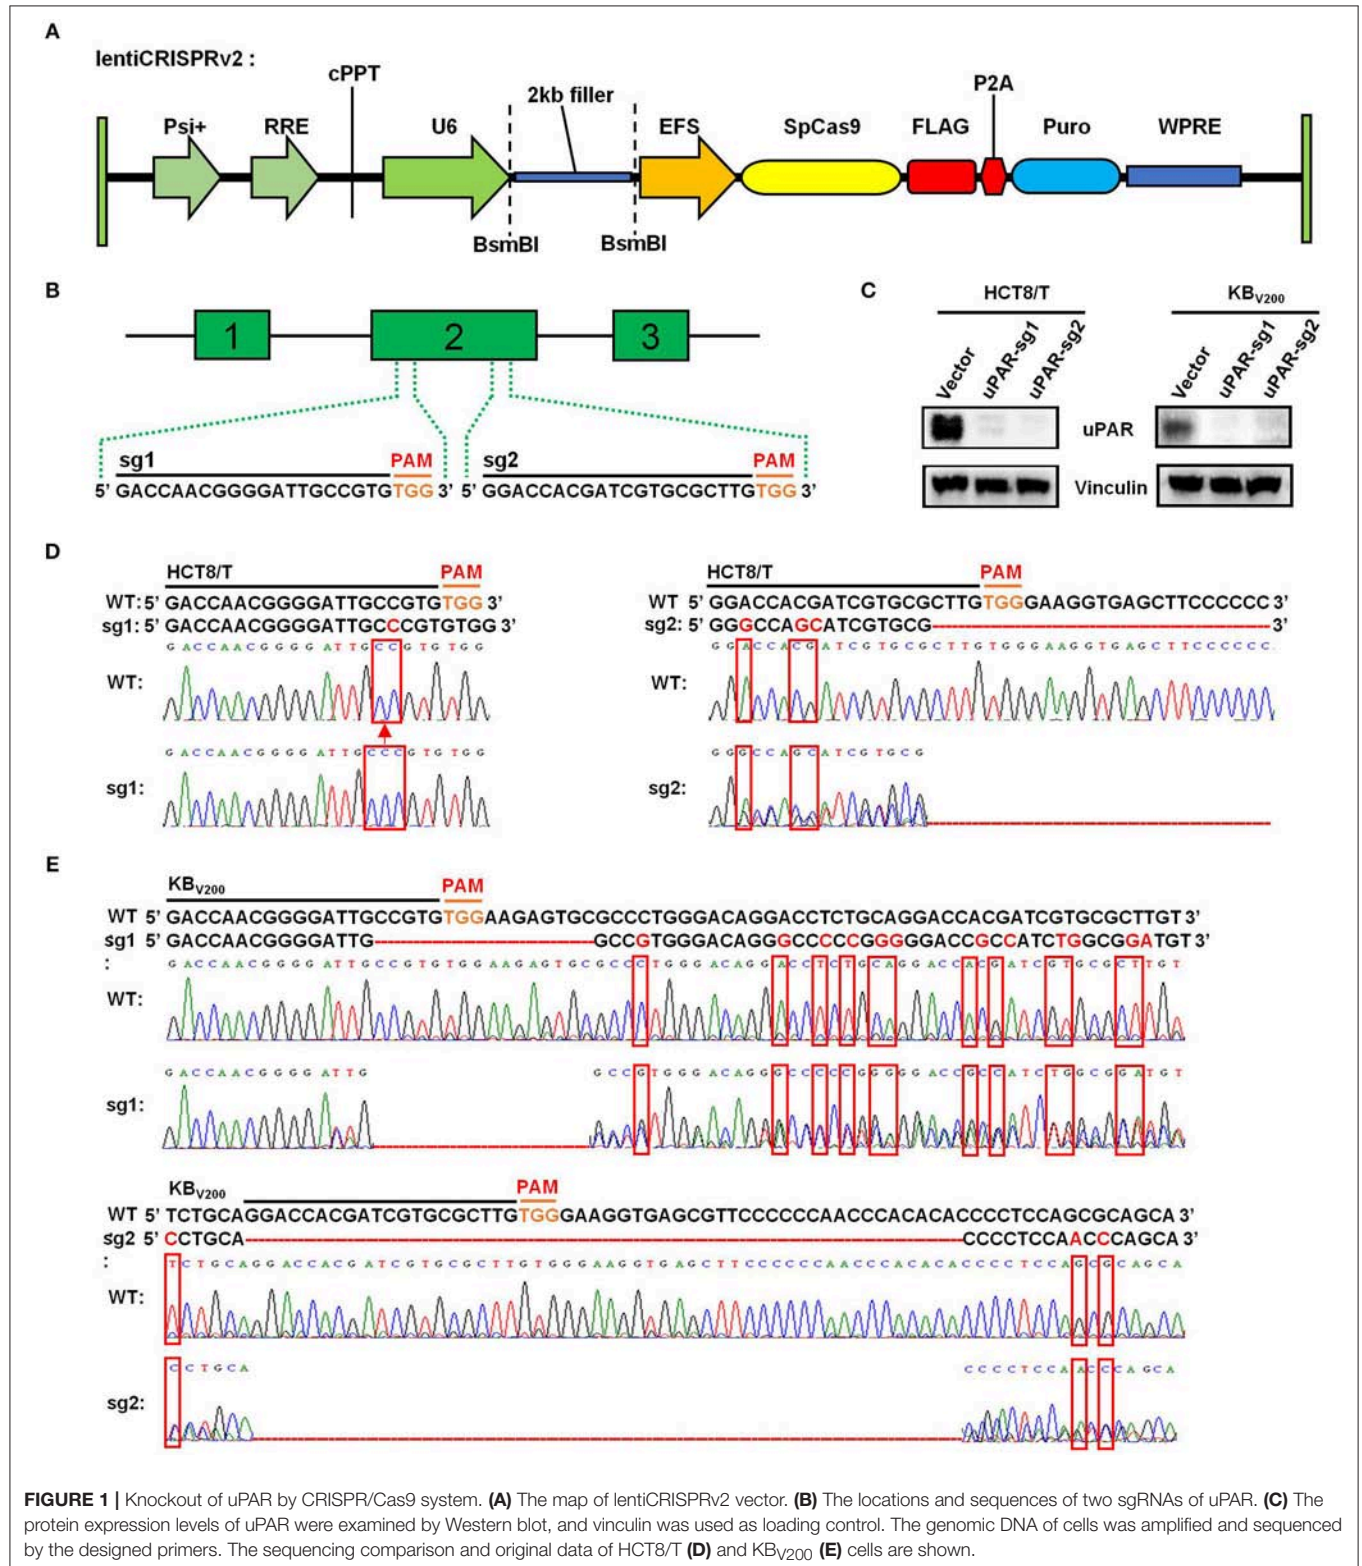 A
lentiCRISPRv2 :
cPPT
2kb filler
P2A
Psi+ RRE U6 EFS SpCas9 FLAG Puro WPRE
BsmBI BsmBI
B
1 2 3
sg1 PAM sg2 PAM
5' GACCAACGGGGATTGCCGTGTGG 3' 5' GGACCACGATCGTGCGCTTGTGG 3'
C
HCT8/T KBV200
Vector uPAR-sg1 uPAR-sg2 Vector uPAR-sg1 uPAR-sg2
uPAR
Vinculin
D
HCT8/T PAM
WT: 5' GACCAACGGGGATTGCCGTGTGG 3'
sg1: 5' GACCAACGGGGATTGCCCGTGTGG 3'
G A C C A A C G G G G A T T G C C G T G T G G
WT:
G A C C A A C G G G G A T T G C C C G T G T G G
sg1:
HCT8/T PAM
WT 5' GGACCACGATCGTGCGCTTGTGGGAAGGTGAGCTTCCCCCC 3'
sg2: 5' GGGCCAGCATCGTGCG 3'
G G A C C A C G A T C G T G C G C T T G T G G G A A G G T G A G C T T C C C C C C
WT:
G G G C C A G C A T C G T G C G
sg2:
E
KBV200 PAM
WT 5' GACCAACGGGGATTGCCGTGTGGAAGAGTGCGCCCTGGGACAGGACCTCTGCAGGACCACGATCGTGCGCTTGT 3'
sg1 5' GACCAACGGGGATTG GCCGTGGGACAGGGCCCCCGGGGGGACCGCCATCTGGCGGATGT 3'
:
G A C C A A C G G G G A T T G C C G T G T G G A A G A G T G C G C C C T G G G A C A G G A C C T C T G C A G G A C C A C G A T C G T G C G C T T G T
WT:
G A C C A A C G G G G A T T G G C C G T G G G A C A G G G C C C C C G G G G G A C C G C C A T C T G G C G G A T G T
sg1:
KBV200 PAM
WT 5' TCTGCAGGACCACGATCGTGCGCTTGTGGGAAGGTGAGCGTTCCCCCCAACCCACACACCCCCTCCAGCGCAGCA 3'
sg2 5' CCTGCA CCCCTCCAACCCAGCA 3'
:
T C T G C A G G A C C A C G A T C G T G C G C T T G T G G G A A G G T G A G C T T C C C C C C A A C C C A C A C A C C C C C T C C A G C G C A G C A
WT:
C C T G C A C C C C T C C A A C C C A G C A
sg2:
FIGURE 1 | Knockout of uPAR by CRISPR/Cas9 system. (A) The map of lentiCRISPRv2 vector. (B) The locations and sequences of two sgRNAs of uPAR. (C) The
protein expression levels of uPAR were examined by Western blot, and vinculin was used as loading control. The genomic DNA of cells was amplified and sequenced
by the designed primers. The sequencing comparison and original data of HCT8/T (D) and KBV200 (E) cells are shown.